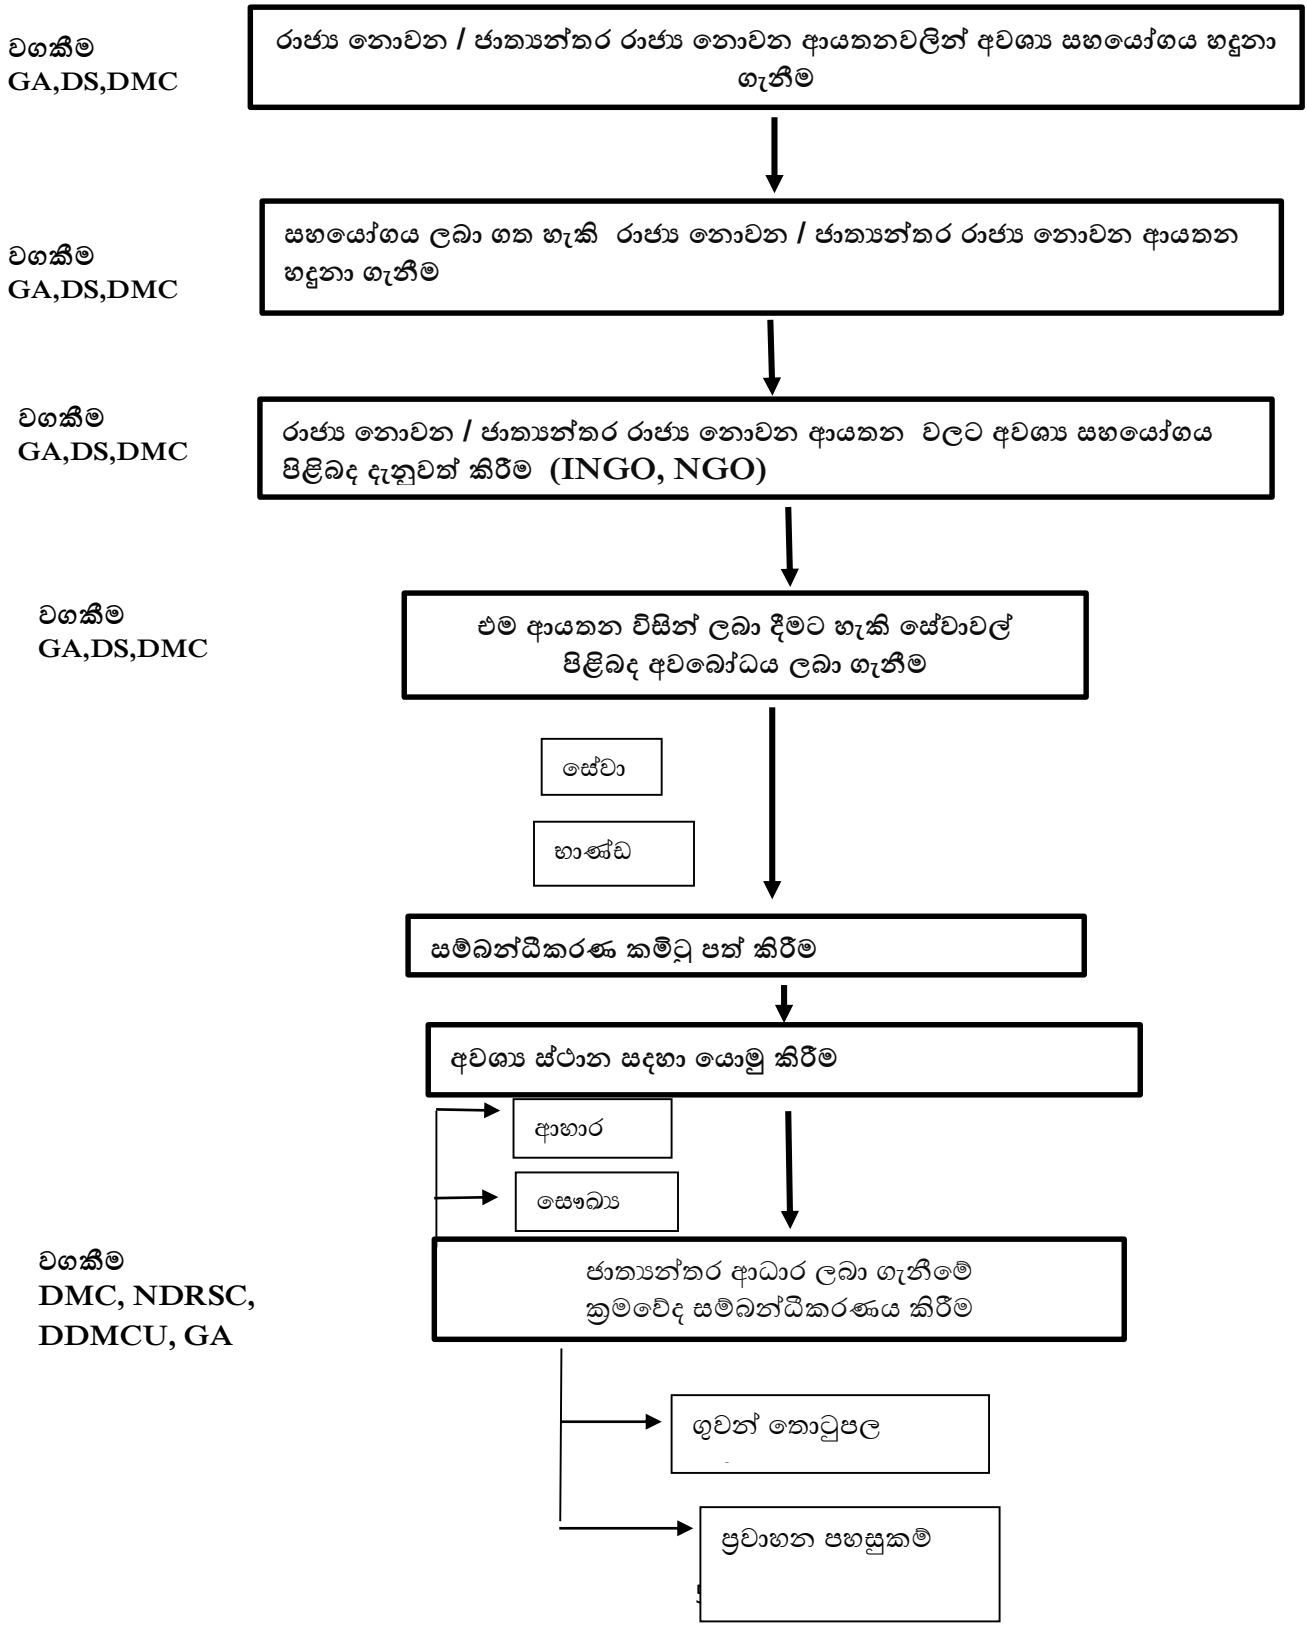 වගකීම
GA,DS,DMC
රාජ්‍ය නොවන / ජාත්‍යන්තර රාජ්‍ය නොවන ආයතනවලින් අවශ්‍ය සහයෝගය හඳුනා
ගැනීම
වගකීම
GA,DS,DMC
සහයෝගය ලබා ගත හැකි රාජ්‍ය නොවන / ජාත්‍යන්තර රාජ්‍ය නොවන ආයතන
හදුනා ගැනීම
වගකීම
GA,DS,DMC
රාජ්‍ය නොවන / ජාත්‍යන්තර රාජ්‍ය නොවන ආයතන වලට අවශ්‍ය සහයෝගය
පිළිබද දැනුවත් කිරීම (INGO, NGO)
වගකීම
GA,DS,DMC
එම ආයතන විසින් ලබා දීමට හැකි සේවාවල්
පිළිබද අවබෝධය ලබා ගැනීම
සේවා
භාණ්ඩ
සම්බන්ධීකරණ කමිටු පත් කිරීම
අවශ්‍ය ස්ථාන සදහා යොමු කිරීම
ආහාර
සෞඛ්‍ය
වගකීම
DMC, NDRSC,
DDMCU, GA
ජාත්‍යන්තර ආධාර ලබා ගැනීමේ
ක්‍රමවේද සම්බන්ධීකරණය කිරීම
ගුවන් තොටුපල
ප්‍රවාහන පහසුකම්